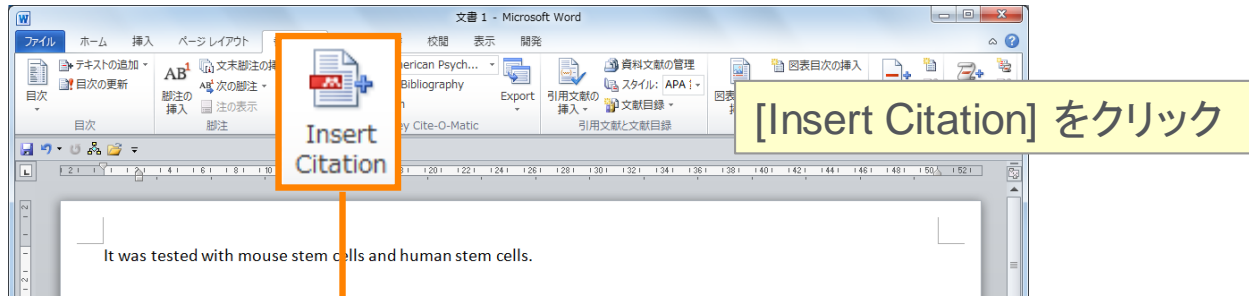 文書 1 - Microsoft Word
ファイル ホーム 挿入 ページ レイアウト 校閲 表示 開発
目次
テキストの追加
目次の更新
目次
AB¹
脚注の
挿入
文末脚注の挿
次の脚注
注の表示
脚注
Insert
Citation
erican Psych...
Bibliography
Export
ey Cite-O-Matic
引用文献の
挿入
資料文献の管理
スタイル: APA
文献目録
引用文献と文献目録
図表目次の挿入
[Insert Citation] をクリック
It was tested with mouse stem cells and human stem cells.